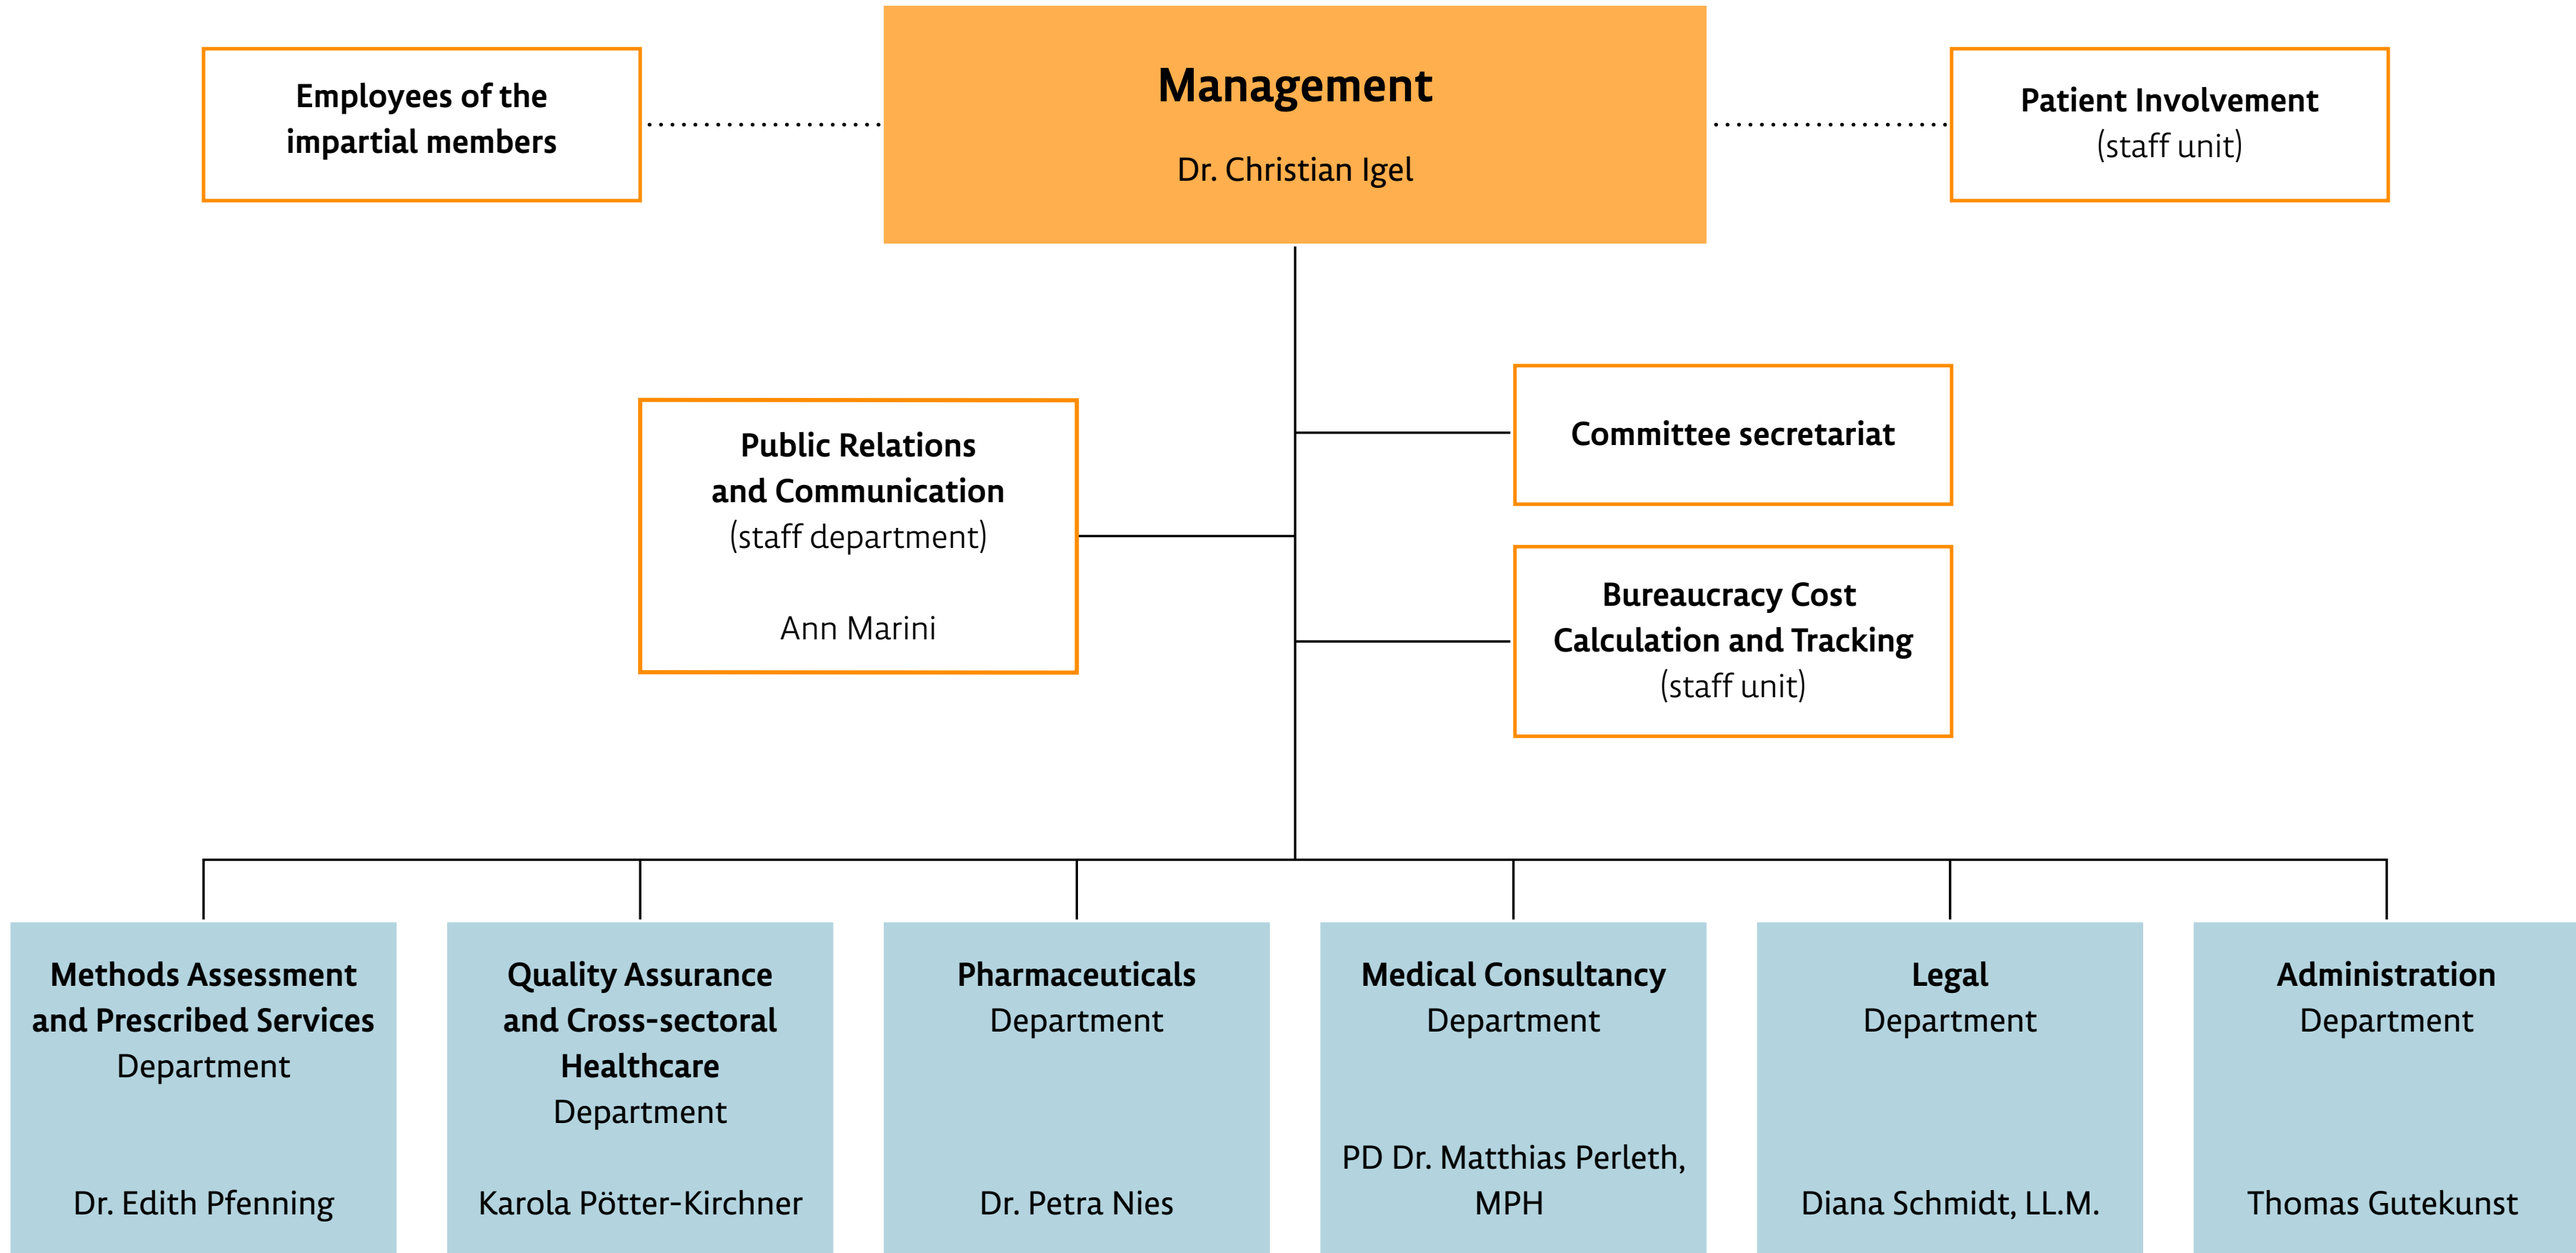 Employees of the
impartial members
Management
Dr. Christian Igel
Patient Involvement
(staff unit)
Public Relations
and Communication
(staff department)
Ann Marini
Committee secretariat
Bureaucracy Cost
Calculation and Tracking
(staff unit)
Methods Assessment
and Prescribed Services
Department
Dr. Edith Pfenning
Quality Assurance
and Cross-sectoral
Healthcare
Department
Karola Pötter-Kirchner
Pharmaceuticals
Department
Dr. Petra Nies
Medical Consultancy
Department
PD Dr. Matthias Perleth,
MPH
Legal
Department
Diana Schmidt, LL.M.
Administration
Department
Thomas Gutekunst